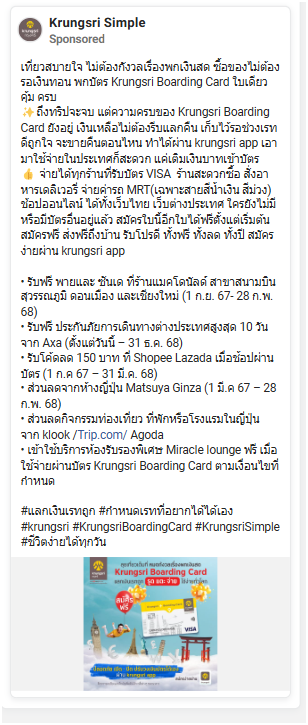 Krungsri Simple
Sponsored
เที่ยวสบายใจ ไม่ต้องกังวลเรื่องพกเงินสด ซื้อของไม่ต้อง
รอเงินทอน พกบัตร Krungsri Boarding Card ใบเดียว
คุ้ม ครบ
✨ ถึงทริปจะจบ แต่ความครบของ Krungsri Boarding
Card ยังอยู่ เงินเหลือไม่ต้องรีบแลกคืน เก็บไว้รอช่วงเรท
ดีถูกใจ จะขายคืนตอนไหน ทำได้ผ่าน krungsri app เอา
มาใช้จ่ายในประเทศก็สะดวก แค่เติมเงินบาทเข้าบัตร
👍 จ่ายได้ทุกร้านที่รับบัตร VISA ร้านสะดวกซื้อ สั่งอา
หารเดลิเวอรี่ จ่ายค่ารถ MRT(เฉพาะสายสีน้ำเงิน สีม่วง)
ช้อปออนไลน์ ได้ทั้งเว็บไทย เว็บต่างประเทศ ใครยังไม่มี
หรือมีบัตรอื่นอยู่แล้ว สมัครใบนี้อีกใบได้ฟรีตั้งแต่เริ่มต้น
สมัครฟรี ส่งฟรีถึงบ้าน รับโปรดี ทั้งฟรี ทั้งลด ทั้งปี สมัคร
ง่ายผ่าน krungsri app
• รับฟรี พายและ ซันเด ที่ร้านแมคโดนัลด์ สาขาสนามบิน
สุวรรณภูมิ ดอนเมือง และเชียงใหม่ (1 ก.ย. 67- 28 ก.พ.
68)
• รับฟรี ประกันภัยการเดินทางต่างประเทศสูงสุด 10 วัน
จาก Axa (ตั้งแต่วันนี้ – 31 ธ.ค. 68)
• รับโค้ดลด 150 บาท ที่ Shopee Lazada เมื่อช้อปผ่าน
บัตร (1 ก.ค 67 – 31 มี.ค. 68)
• ส่วนลดจากห้างญี่ปุ่น Matsuya Ginza (1 มี.ค 67 – 28
ก.พ. 68)
• ส่วนลดกิจกรรมท่องเที่ยว ที่พักหรือโรงแรมในญี่ปุ่น
จาก klook /Trip.com/ Agoda
• เข้าใช้บริการห้องรับรองพิเศษ Miracle lounge ฟรี เมื่อ
ใช้จ่ายผ่านบัตร Krungsri Boarding Card ตามเงื่อนไขที่
กำหนด
#แลกเงินเรทถูก #กำหนดเรทที่อยากได้ได้เอง
#krungsri #KrungsriBoardingCard #KrungsriSimple
#ชีวิตง่ายได้ทุกวัน
Krungsri Boarding Card
รูด แตะ จ่าย
สมัคร
ฟรี
VISA
ผ่าน krungsri app